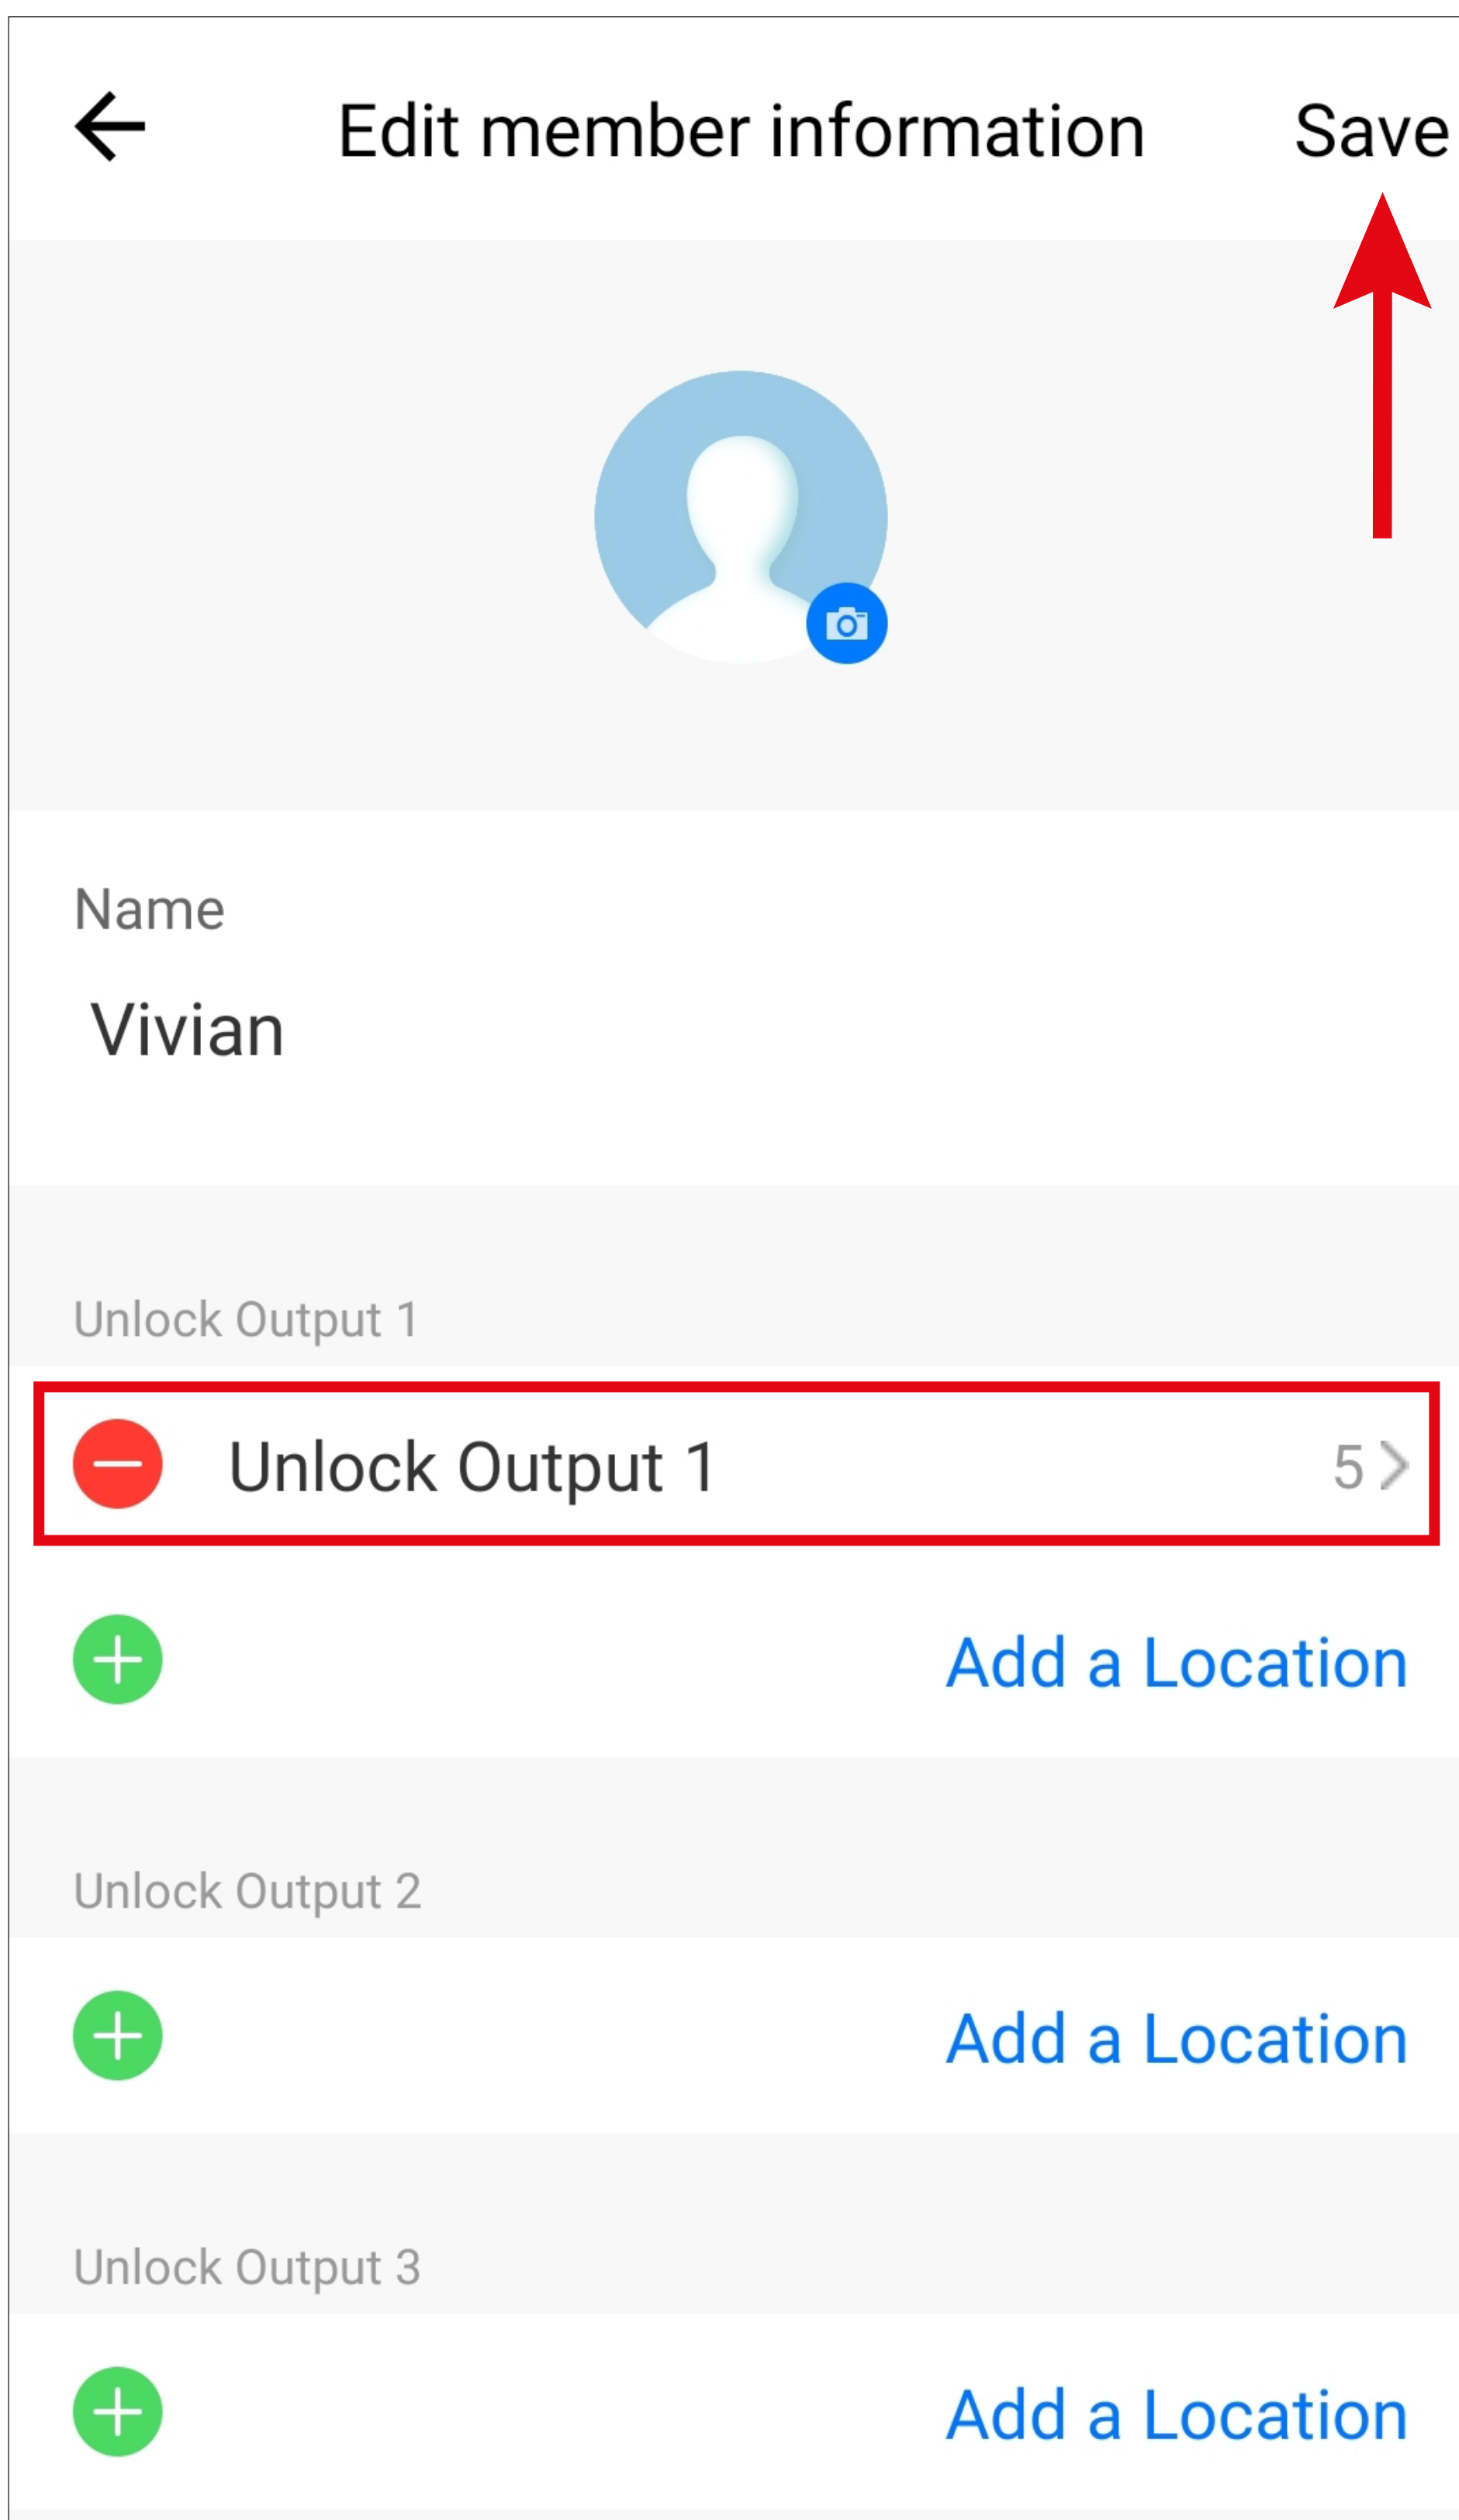 Edit member information Save
Name
Vivian
Unlock Output 1
Unlock Output 1 5
Add a Location
Unlock Output 2
Add a Location
Unlock Output 3
Add a Location